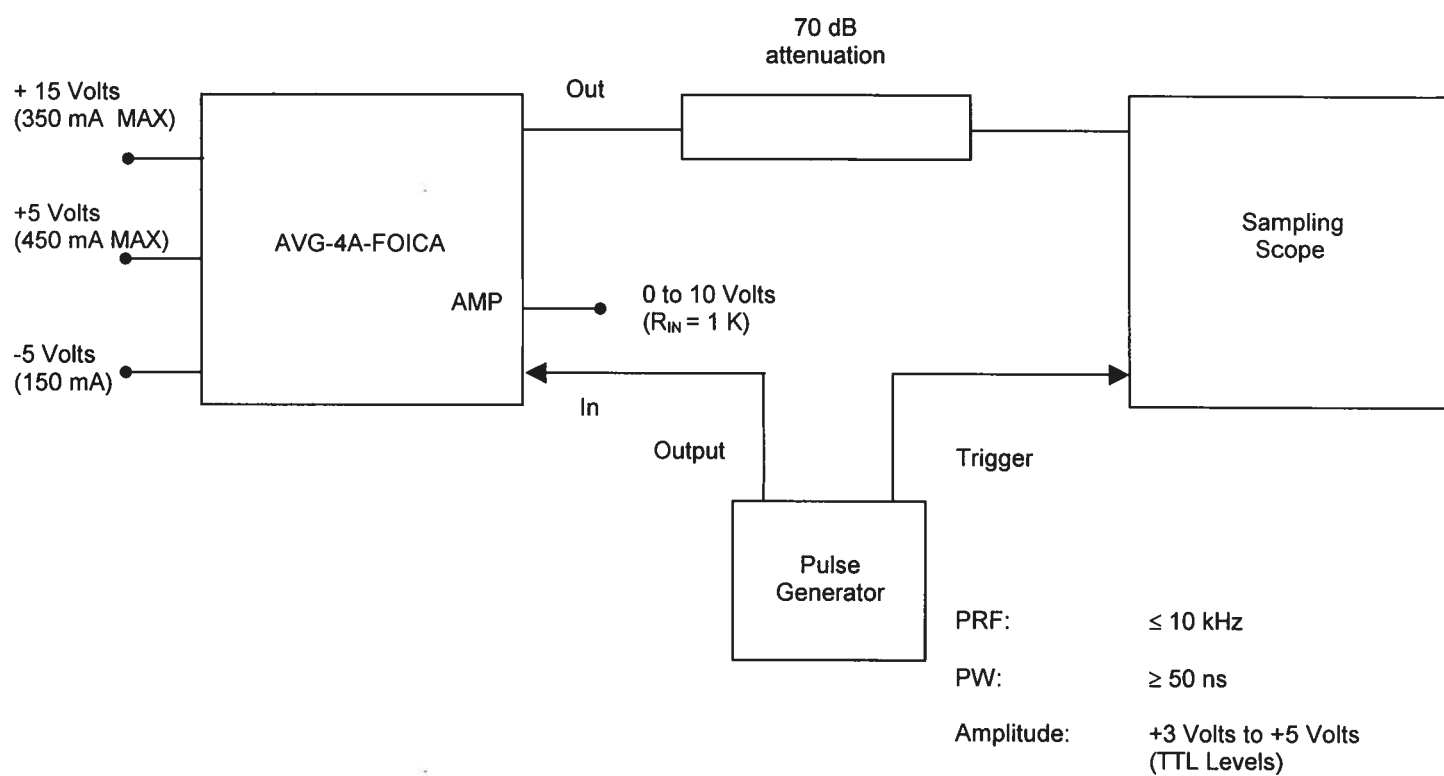 70 dB
attenuation
+ 15 Volts
(350 mA MAX)
Out
+5 Volts
(450 mA MAX)
AVG-4A-FOICA
Sampling
Scope
AMP
0 to 10 Volts
(RIN = 1 K)
-5 Volts
(150 mA)
In
Output
Trigger
Pulse
Generator
PRF: ≤ 10 kHz
PW: ≥ 50 ns
Amplitude: +3 Volts to +5 Volts
(TTL Levels)